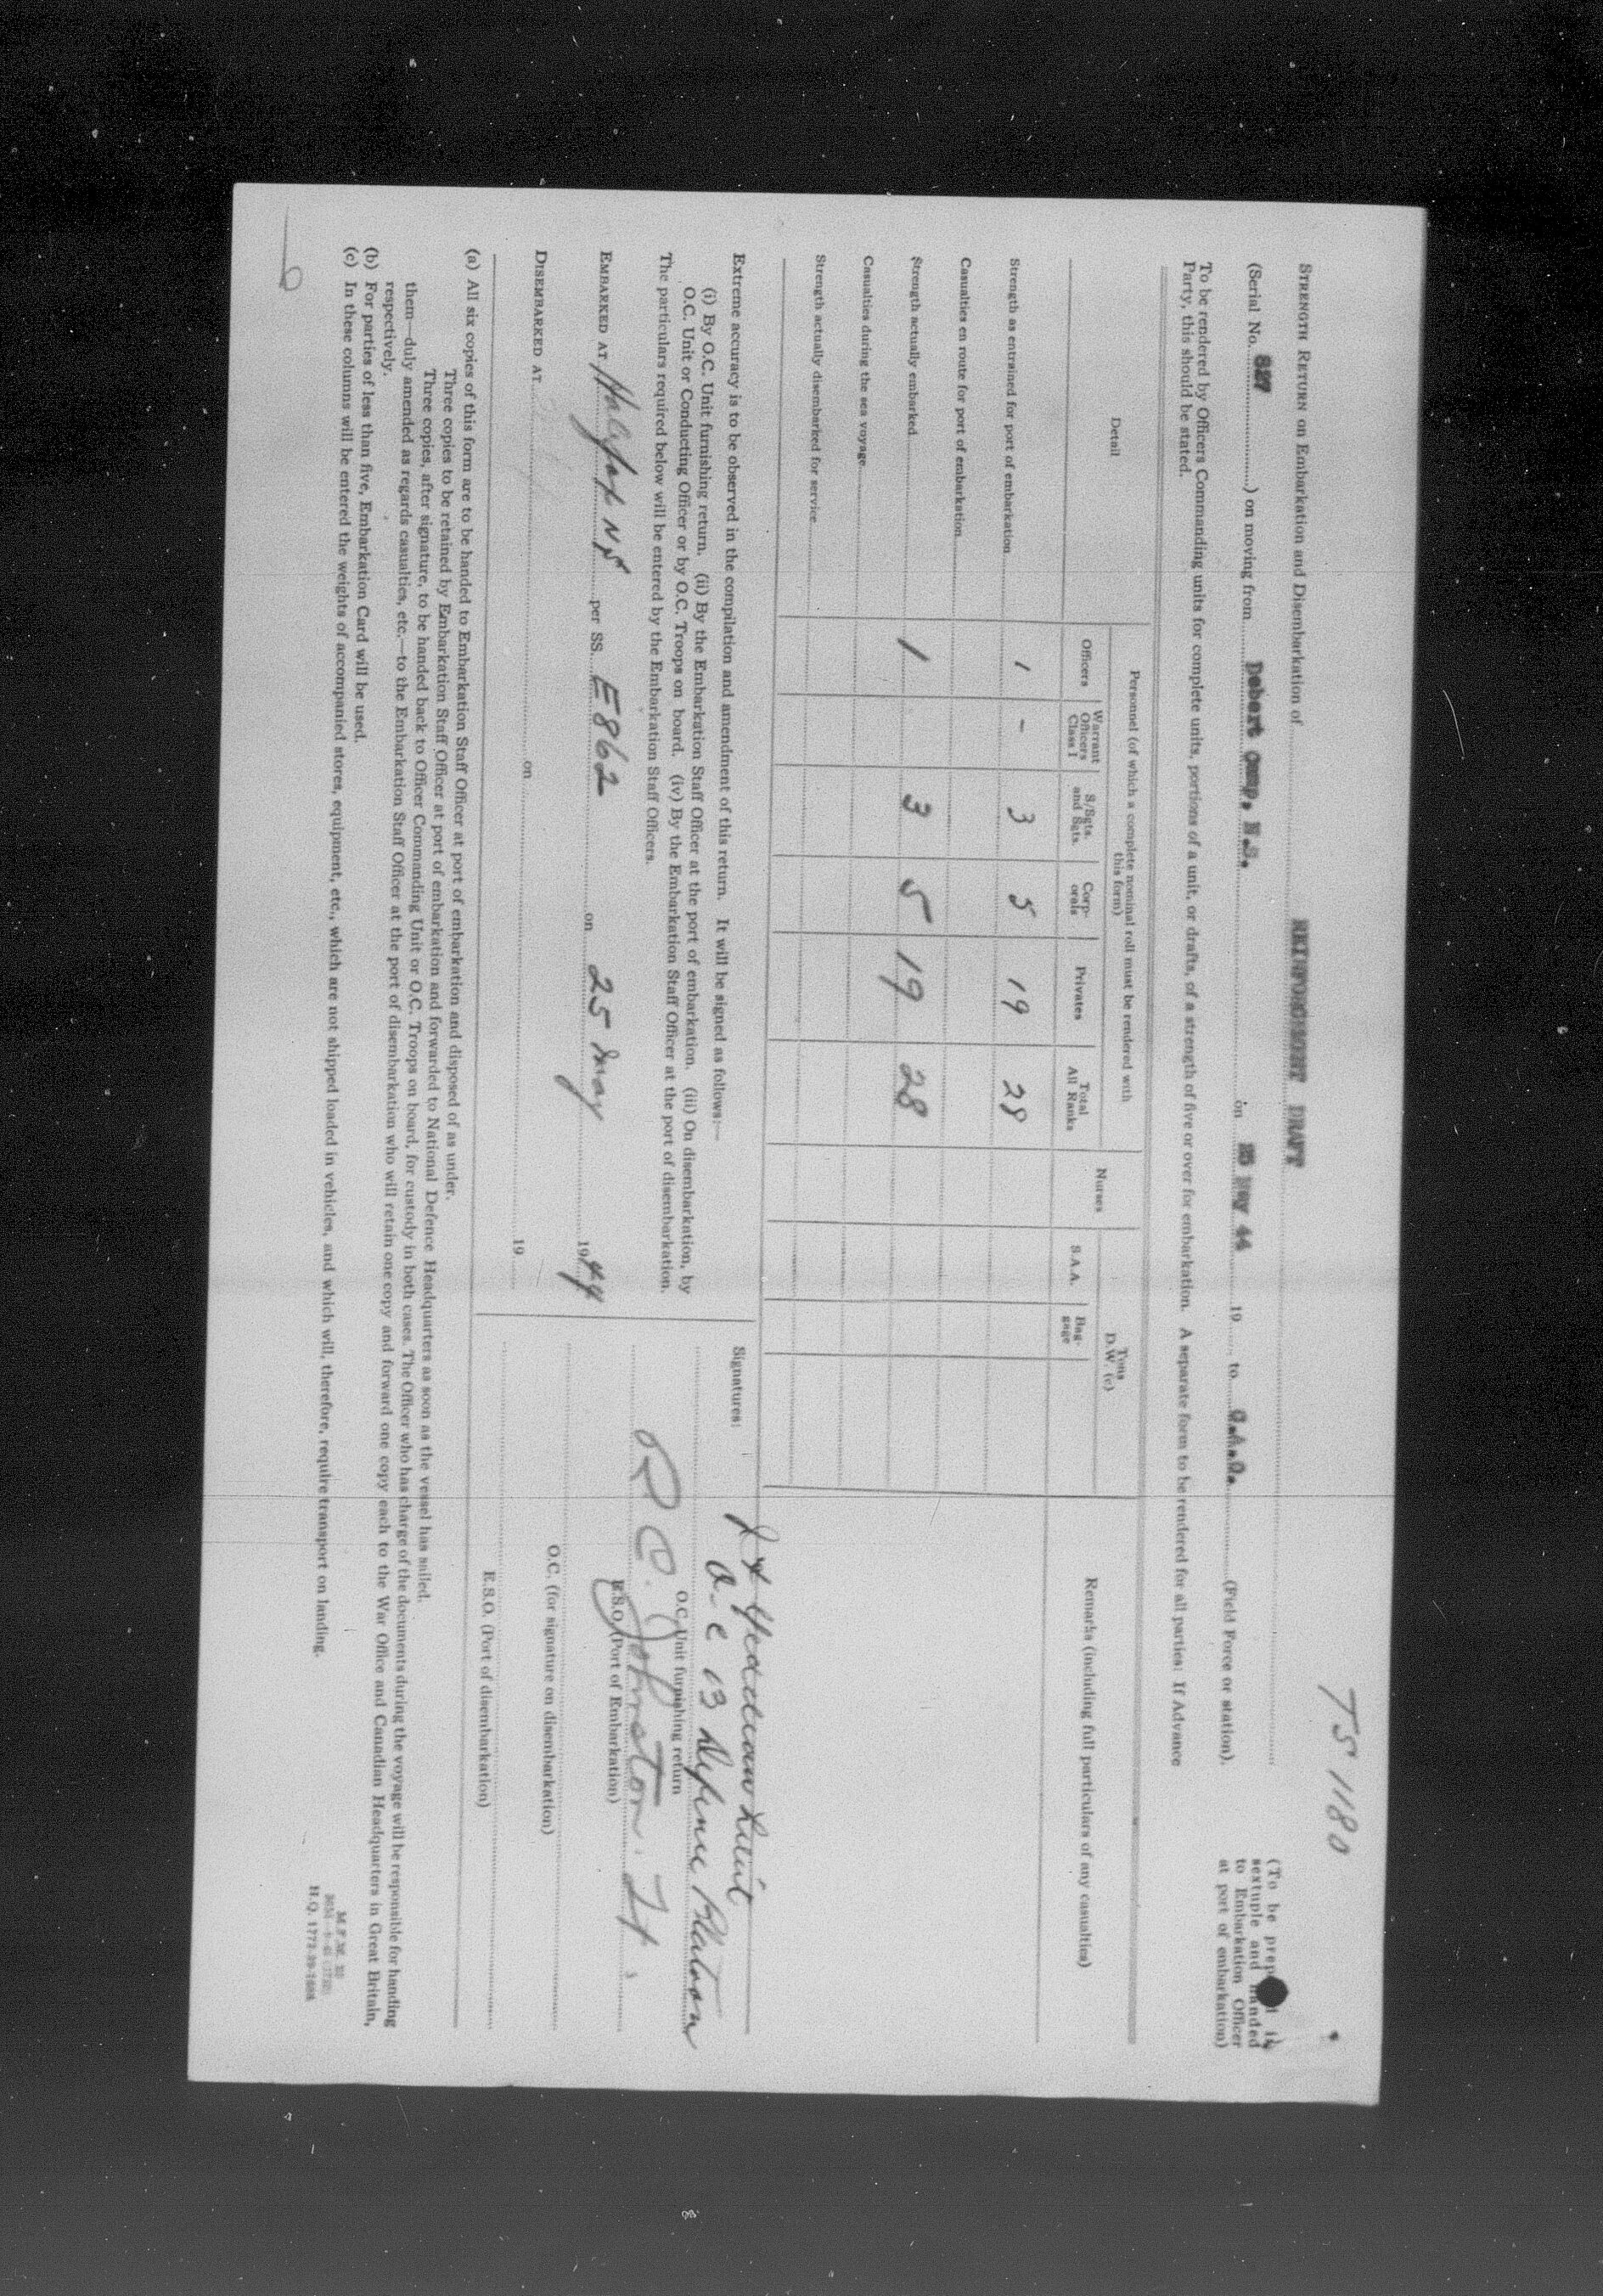 TS 1180
STRENGTH RETURN on Embarkation and Disembarkation of REINFORCEMENT DRAFT
(To be prep in
sextuple and handed
to Embarkation Officer
at port of embarkation)
(Serial No. 827) on moving from Debert Camp, N.S. on 25 May 44 19 to C.A.O. (Field Force or station).
To be rendered by Officers Commanding units for complete units, portions of a unit, or drafts, of a strength of five or over for embarkation. A separate form to be rendered for all parties: If Advance
Party, this should be stated.
Detail
Personnel (of which a complete nominal roll must be rendered with
this form)
Officers
Warrant
Officers
Class I
S/Sgts.
and Sgts.
Corp-
orals
Privates
Total
All Ranks
Nurses
Tons
D.W. (c)
S.A.A.
Bag-
gage
Remarks (including full particulars of any casualties)
Strength as entrained for port of embarkation 1 - 3 5 19 28
Casualties en route for port of embarkation
Strength actually embarked 1 3 5 19 28
Casualties during the sea voyage
Strength actually disembarked for service
Extreme accuracy is to be observed in the compilation and amendment of this return. It will be signed as follows:—
(i) By O.C. Unit furnishing return. (ii) By the Embarkation Staff Officer at the port of embarkation. (iii) On disembarkation, by
O.C. Unit or Conducting Officer or by O.C. Troops on board. (iv) By the Embarkation Staff Officer at the port of disembarkation.
The particulars required below will be entered by the Embarkation Staff Officers.
EMBARKED AT Halifax NS per SS. E862 on 25 May 1944
DISEMBARKED AT on 19
Signatures:
Lieut
O.C. 13 Defence Platoon
O.C. Unit furnishing return
R C. Johnston. Lt.
E.S.O. (Port of Embarkation)
O.C. (for signature on disembarkation)
E.S.O. (Port of disembarkation)
(a) All six copies of this form are to be handed to Embarkation Staff Officer at port of embarkation and disposed of as under.
Three copies to be retained by Embarkation Staff Officer at port of embarkation and forwarded to National Defence Headquarters as soon as the vessel has sailed.
Three copies, after signature, to be handed back to Officer Commanding Unit or O.C. Troops on board, for custody in both cases. The Officer who has charge of the documents during the voyage will be responsible for handing
them—duly amended as regards casualties, etc.—to the Embarkation Staff Officer at the port of disembarkation who will retain one copy and forward one copy each to the War Office and Canadian Headquarters in Great Britain,
respectively.
(b) For parties of less than five, Embarkation Card will be used.
(c) In these columns will be entered the weights of accompanied stores, equipment, etc., which are not shipped loaded in vehicles, and which will, therefore, require transport on landing.
H.Q. 1772-39-1684